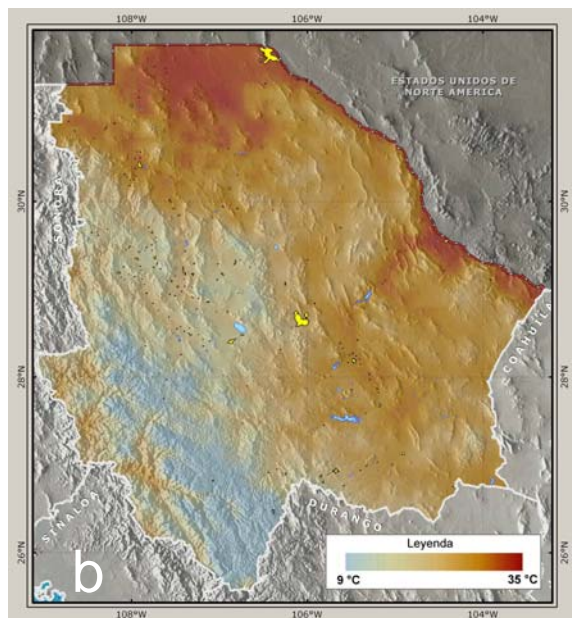 108°W 106°W 104°W
ESTADOS UNIDOS DE
NORTE AMERICA
30°N 30°N
SONORA
COAHUILA
28°N 28°N
SINALOA
DURANGO
26°N 26°N
b
Leyenda
9 °C 35 °C
108°W 106°W 104°W